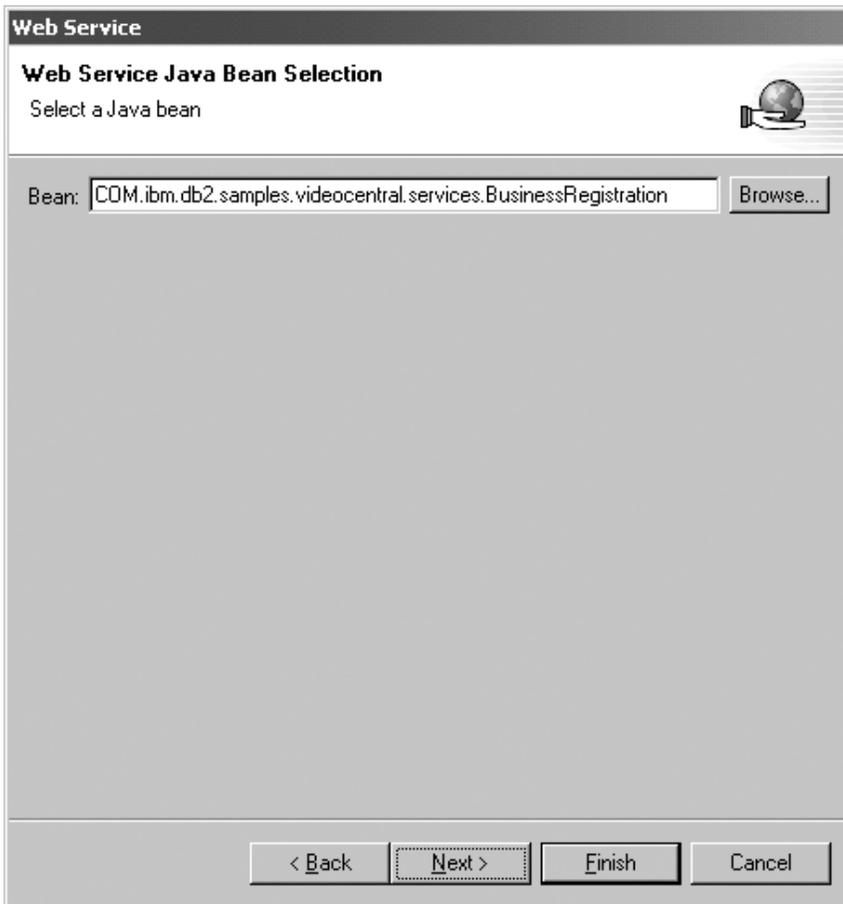 Web Service
Web Service Java Bean Selection
Select a Java bean
Bean: COM.ibm.db2.samples.videocentral.services.BusinessRegistration Browse...
< Back Next > Finish Cancel